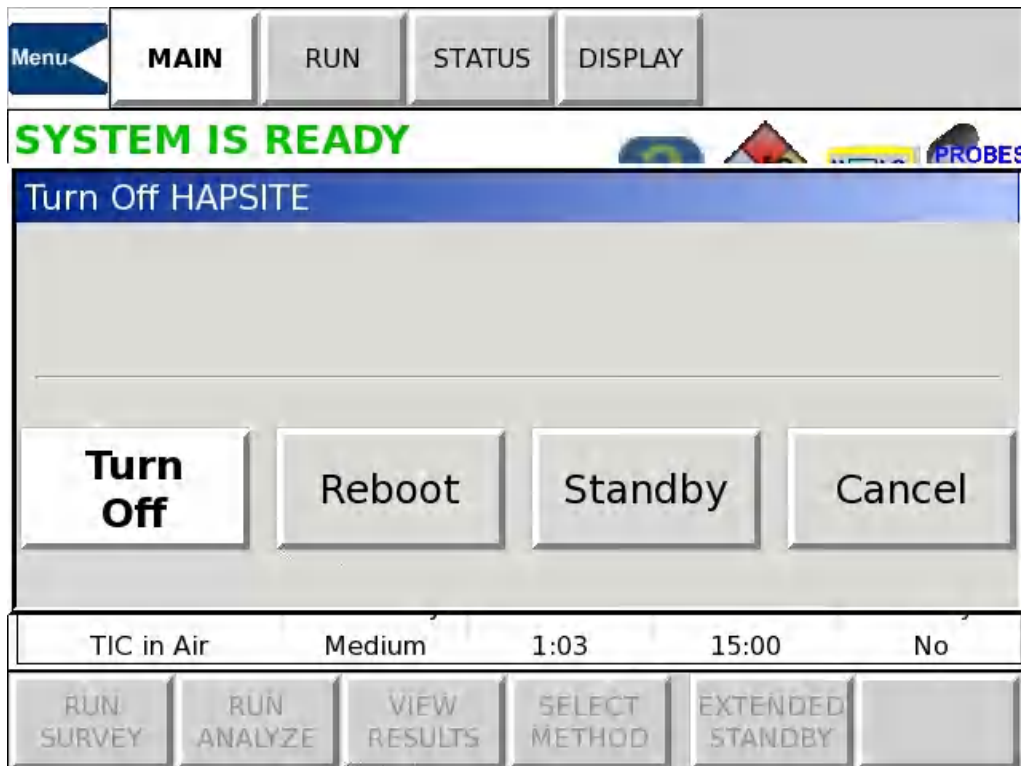 Menu MAIN RUN STATUS DISPLAY
SYSTEM IS READY
PROBES
Turn Off HAPSITE
Turn
Off
Reboot
Standby
Cancel
TIC in Air Medium 1:03 15:00 No
RUN
SURVEY
RUN
ANALYZE
VIEW
RESULTS
SELECT
METHOD
EXTENDED
STANDBY